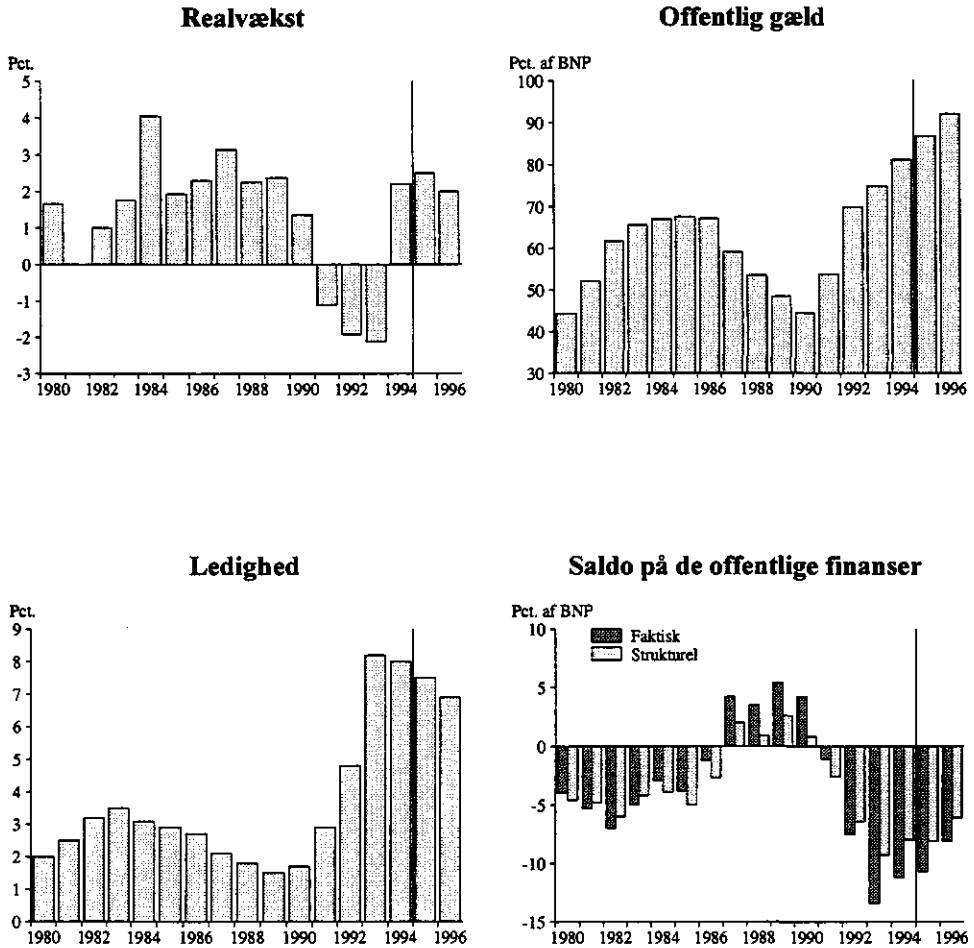 Realvækst
Pct.
5
4
3
2
1
0
-1
-2
-3
1980 1982 1984 1986 1988 1990 1992 1994 1996
Offentlig gæld
Pct. af BNP
100
90
80
70
60
50
40
30
1980 1982 1984 1986 1988 1990 1992 1994 1996
Ledighed
Pct.
9
8
7
6
5
4
3
2
1
0
1980 1982 1984 1986 1988 1990 1992 1994 1996
Saldo på de offentlige finanser
Pct. af BNP
Faktisk
Strukturel
10
5
0
-5
-10
-15
1980 1982 1984 1986 1988 1990 1992 1994 1996